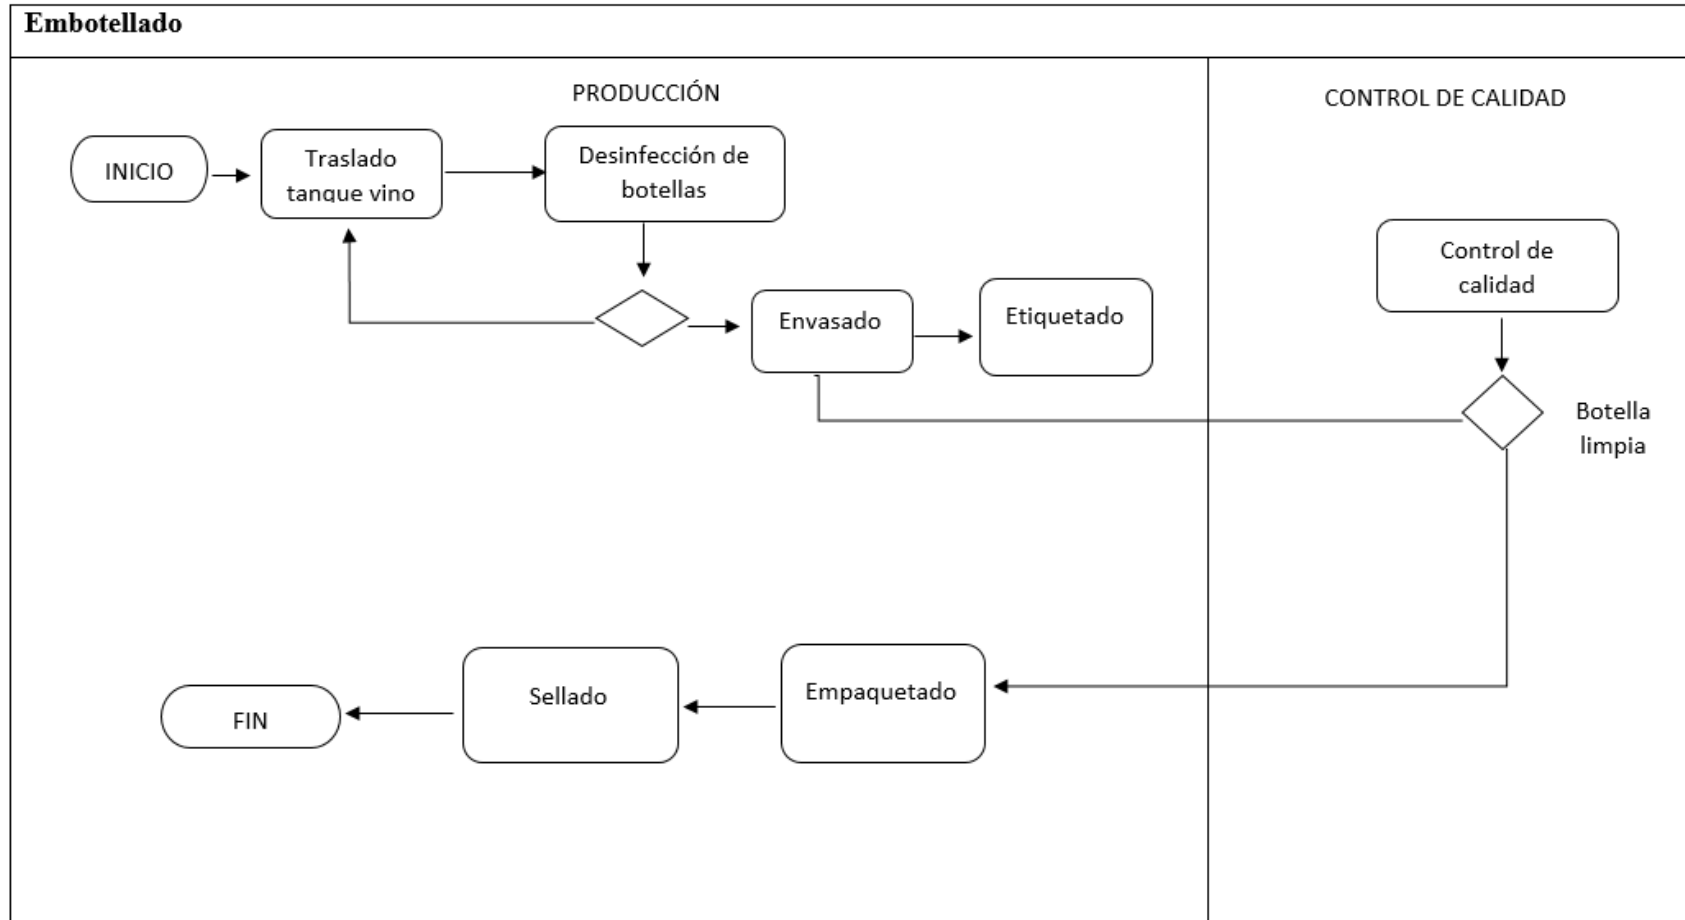 Embotellado
PRODUCCIÓN
CONTROL DE CALIDAD
INICIO
Traslado
tanque vino
Desinfección de
botellas
Control de
calidad
Envasado
Etiquetado
Botella
limpia
FIN
Sellado
Empaquetado